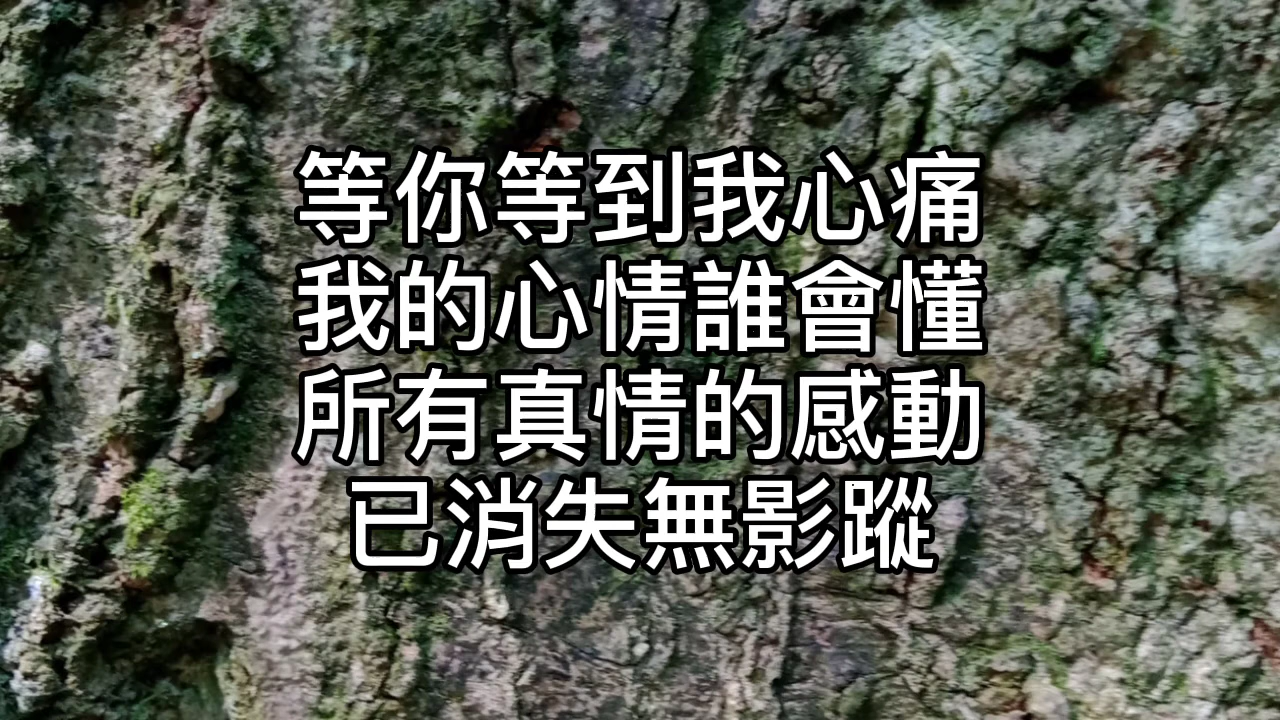 等你等到我心痛
我的心情誰會懂
所有真情的感動
已消失無影蹤